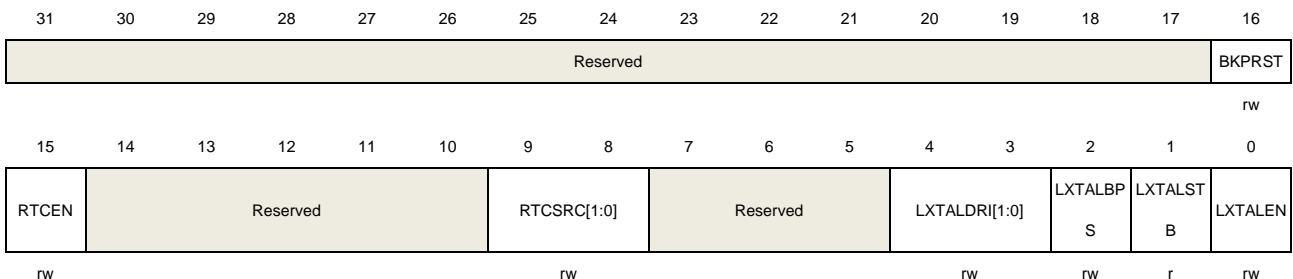 31 30 29 28 27 26 25 24 23 22 21 20 19 18 17 16
Reserved BKPRST
rw
15 14 13 12 11 10 9 8 7 6 5 4 3 2 1 0
RTCEN Reserved RTCSRC[1:0] Reserved LXTALDRI[1:0] LXTALBP
S LXTALST
B LXTALEN
rw rw rw rw r rw